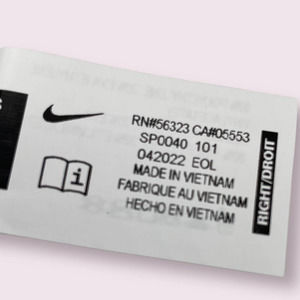 RN#56323 CA#05553
SP0040 101
042022 EOL
MADE IN VIETNAM
FABRIQUE AU VIETNAM
HECHO EN VIETNAM
RIGHT/DROIT